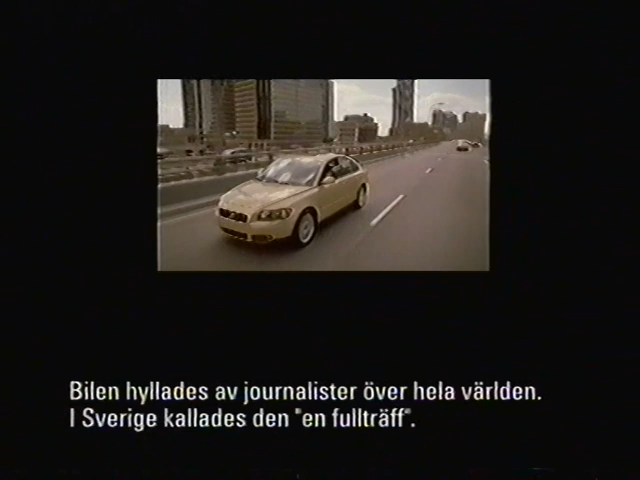 Bilen hyllades av journalister över hela världen.
I Sverige kallades den "en fullträff".